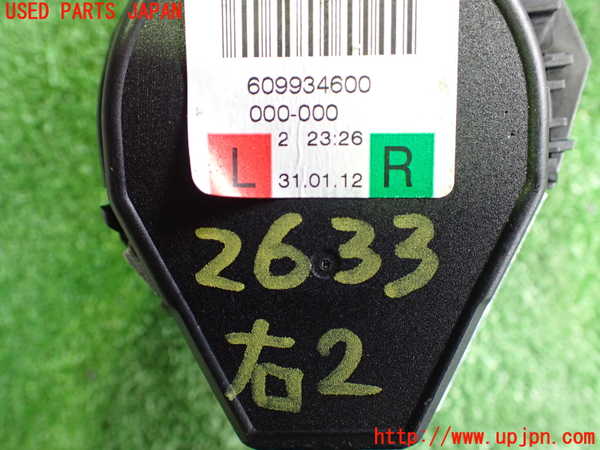 USED PARTS JAPAN
609934600
000-000
2 23:26
L R
31.01.12
2633
右2
http://www.upjpn.com